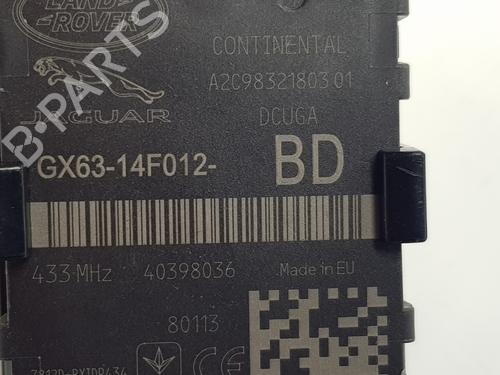 LAND
ROVER
CONTINENTAL
A2C98321803 01
JAGUAR
DCUGA
GX63-14F012-
BD
433 MHz
40398036
Made in EU
80113
CE
B-PARTS